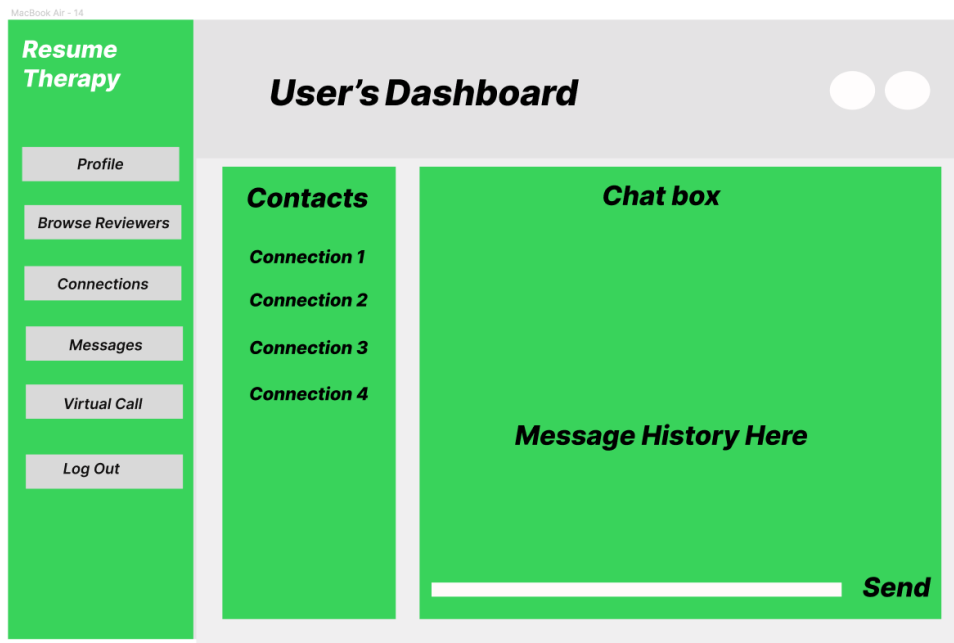 MacBook Air - 14
Resume
Therapy
User's Dashboard
Profile
Browse Reviewers
Connections
Messages
Virtual Call
Log Out
Contacts
Connection 1
Connection 2
Connection 3
Connection 4
Chat box
Message History Here
Send